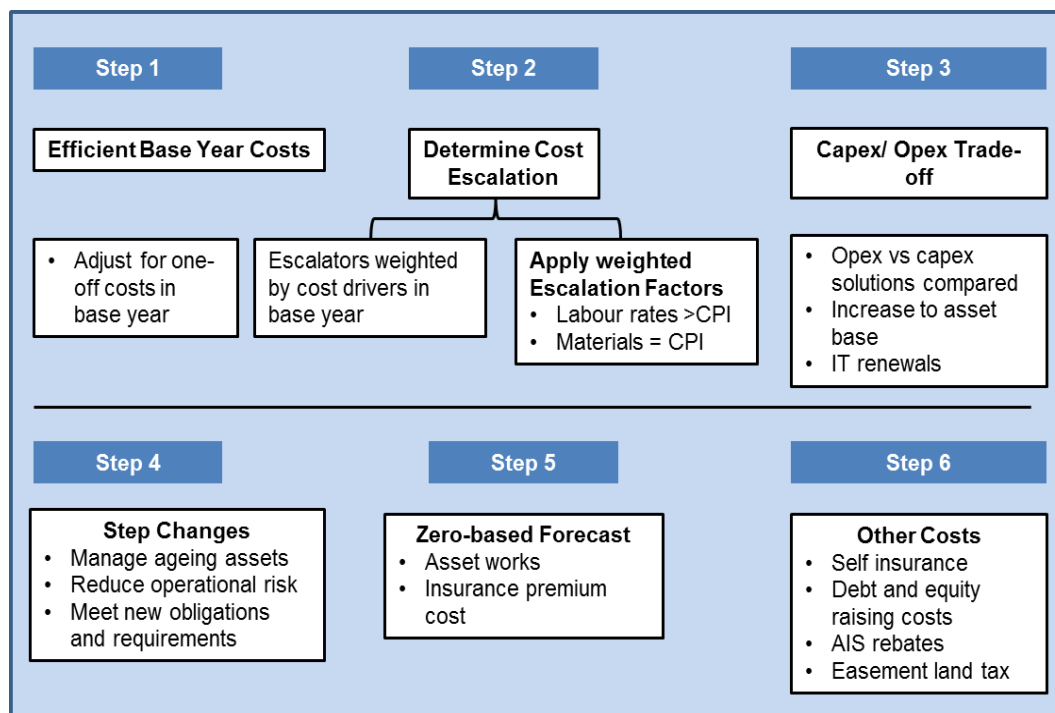 Step 1
Step 2
Step 3
Efficient Base Year Costs
Determine Cost
Escalation
Capex/ Opex Trade-
off
• Adjust for one-
off costs in
base year
Escalators weighted
by cost drivers in
base year
Apply weighted
Escalation Factors
• Labour rates >CPI
• Materials = CPI
• Opex vs capex
solutions compared
• Increase to asset
base
• IT renewals
Step 4
Step 5
Step 6
Step Changes
• Manage ageing assets
• Reduce operational risk
• Meet new obligations
and requirements
Zero-based Forecast
• Asset works
• Insurance premium
cost
Other Costs
• Self insurance
• Debt and equity
raising costs
• AIS rebates
• Easement land tax